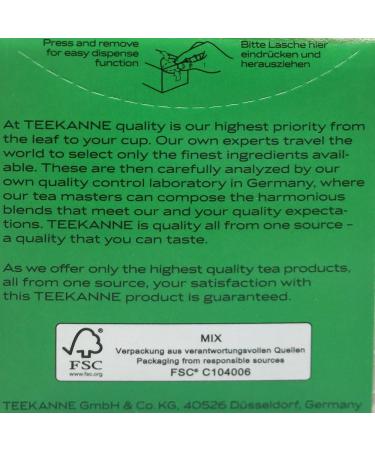 Press and remove
for easy dispense
function
Bitte Lasche hier
eindrücken und
herausziehen
At TEEKANNE quality is our highest priority from
the leaf to your cup. Our own experts travel the
world to select only the finest ingredients avail-
able. These are then carefully analyzed by our
own quality control laboratory in Germany, where
our tea masters can compose the harmonious
blends that meet our and your quality expecta-
tions. TEEKANNE is quality all from one source –
a quality that you can taste.
As we offer only the highest quality tea products,
all from one source, your satisfaction with
this TEEKANNE product is guaranteed.
FSC
www.fsc.org
MIX
Verpackung aus verantwortungsvollen Quellen
Packaging from responsible sources
FSC® C104006
TEEKANNE GmbH & Co. KG, 40526 Düsseldorf, Germany